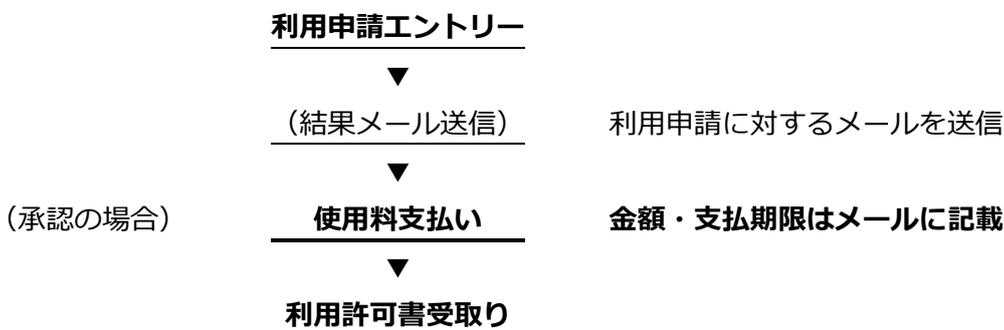 利用申請エントリー
▼
（結果メール送信） 利用申請に対するメールを送信
▼
（承認の場合） 使用料支払い 金額・支払期限はメールに記載
▼
利用許可書受取り